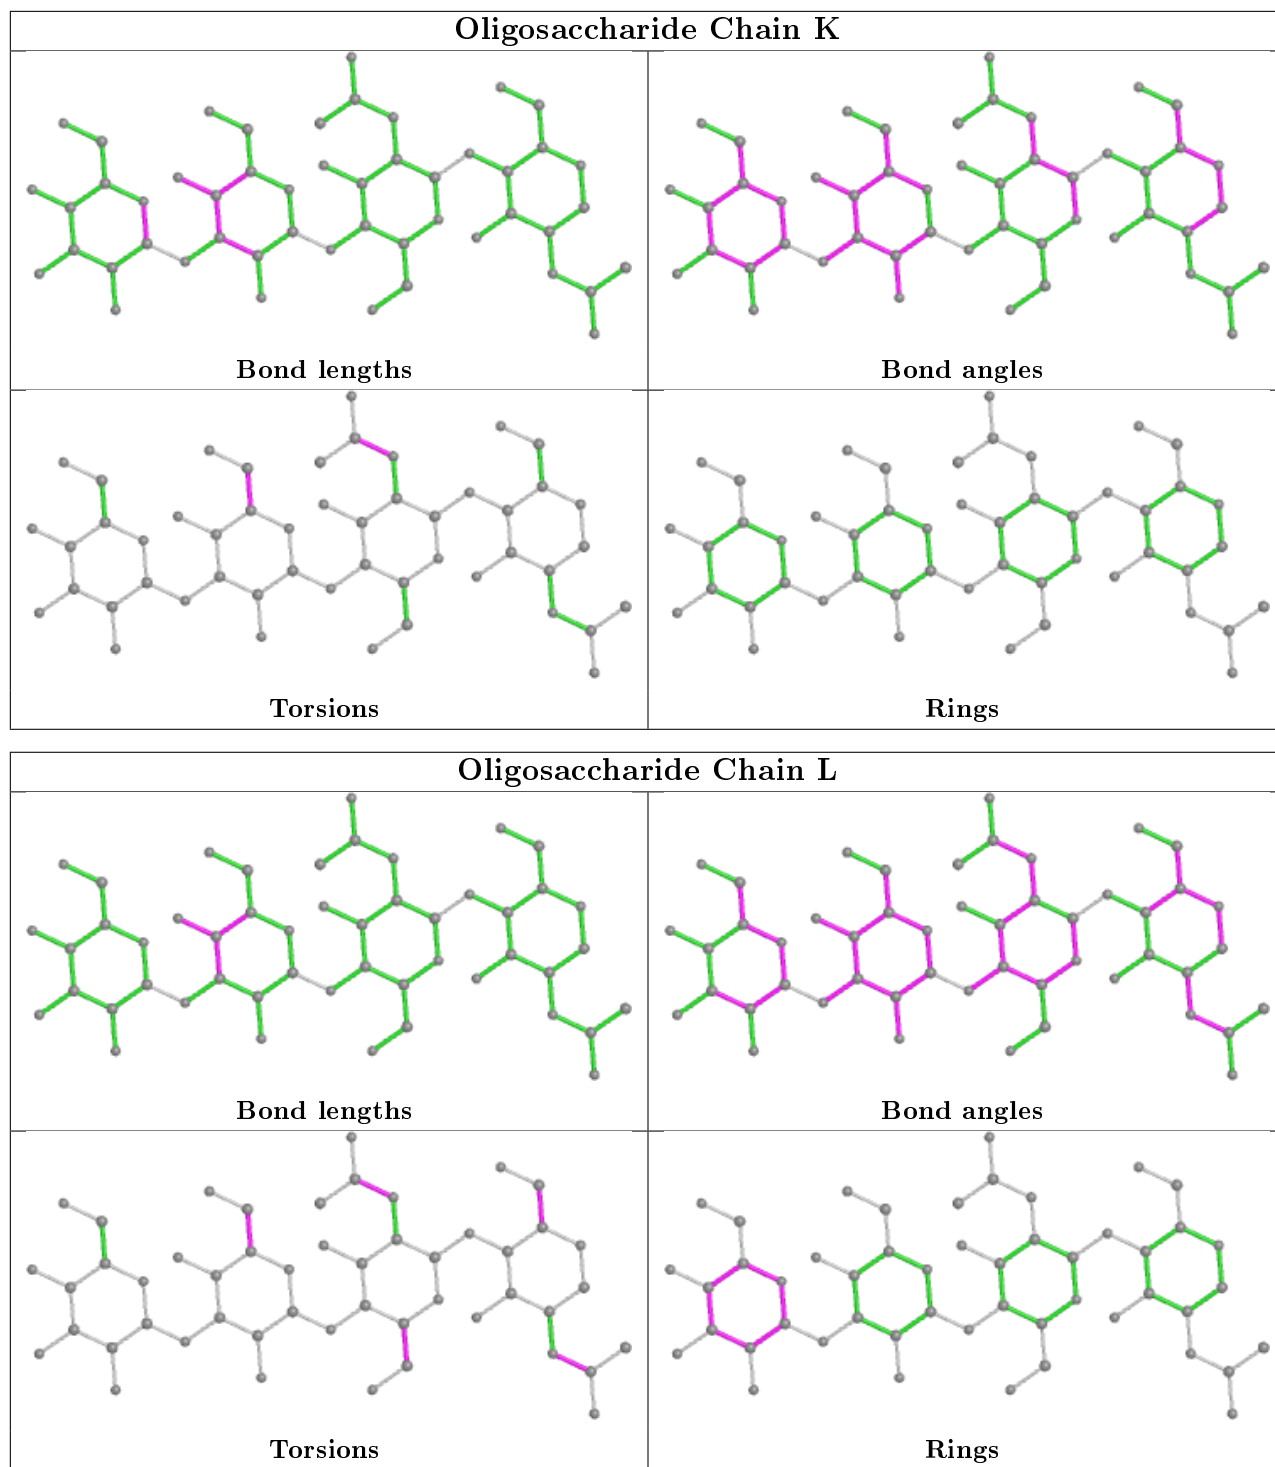 Oligosaccharide Chain K
Bond lengths
Bond angles
Torsions
Rings
Oligosaccharide Chain L
Bond lengths
Bond angles
Torsions
Rings